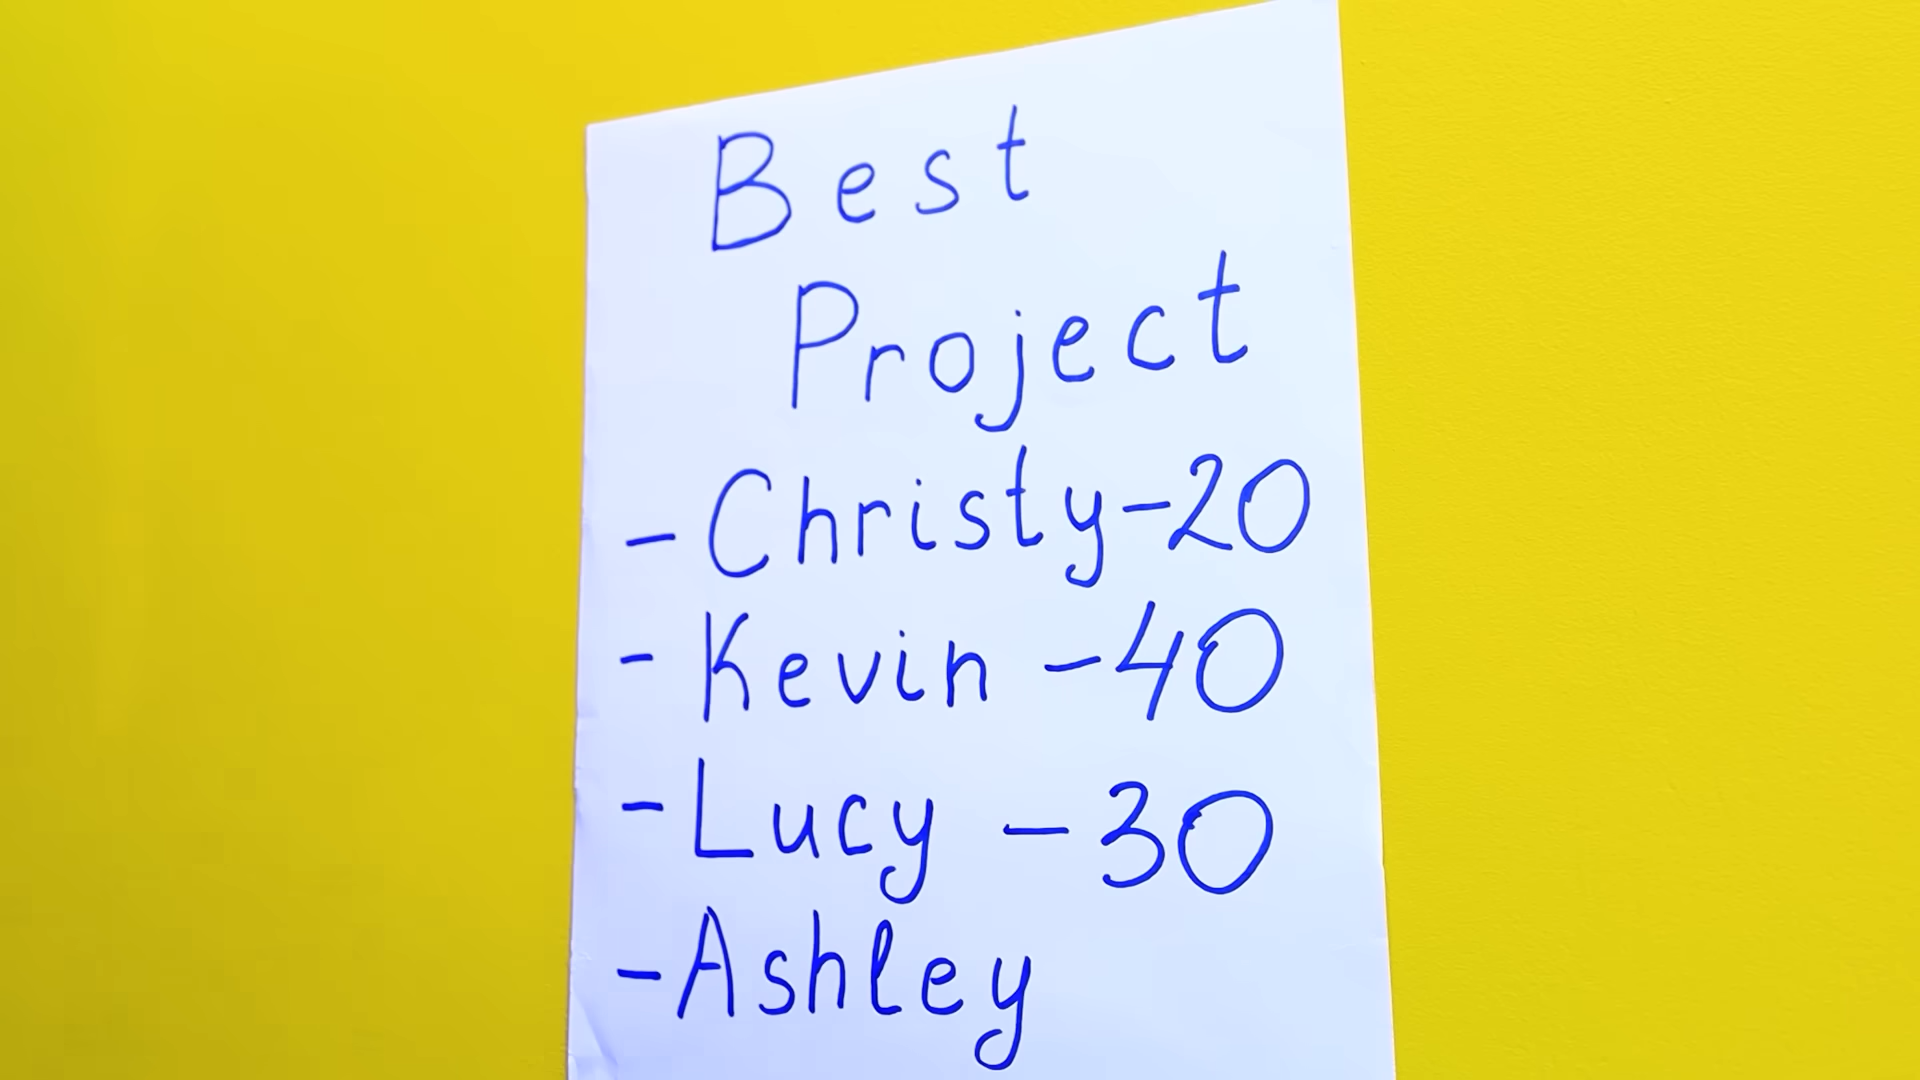 Best
Project
- Christy - 20
- Kevin - 40
- Lucy - 30
- Ashley